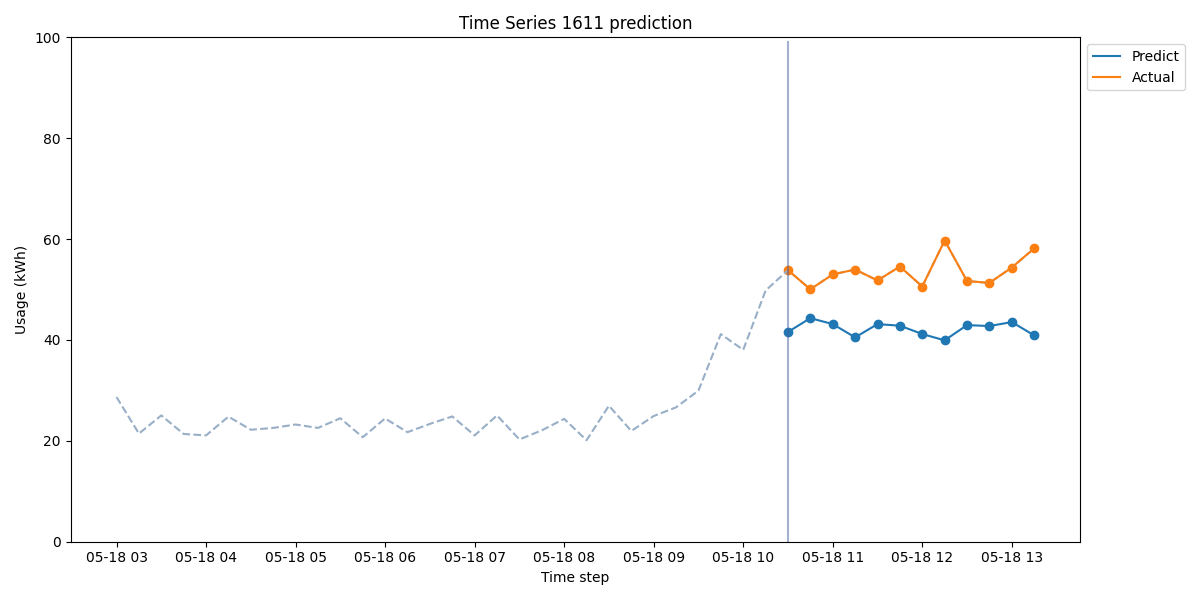 Time Series 1611 prediction
Predict
Actual
100
80
60
40
20
0
Usage (kWh)
05-18 03 05-18 04 05-18 05 05-18 06 05-18 07 05-18 08 05-18 09 05-18 10 05-18 11 05-18 12 05-18 13
Time step